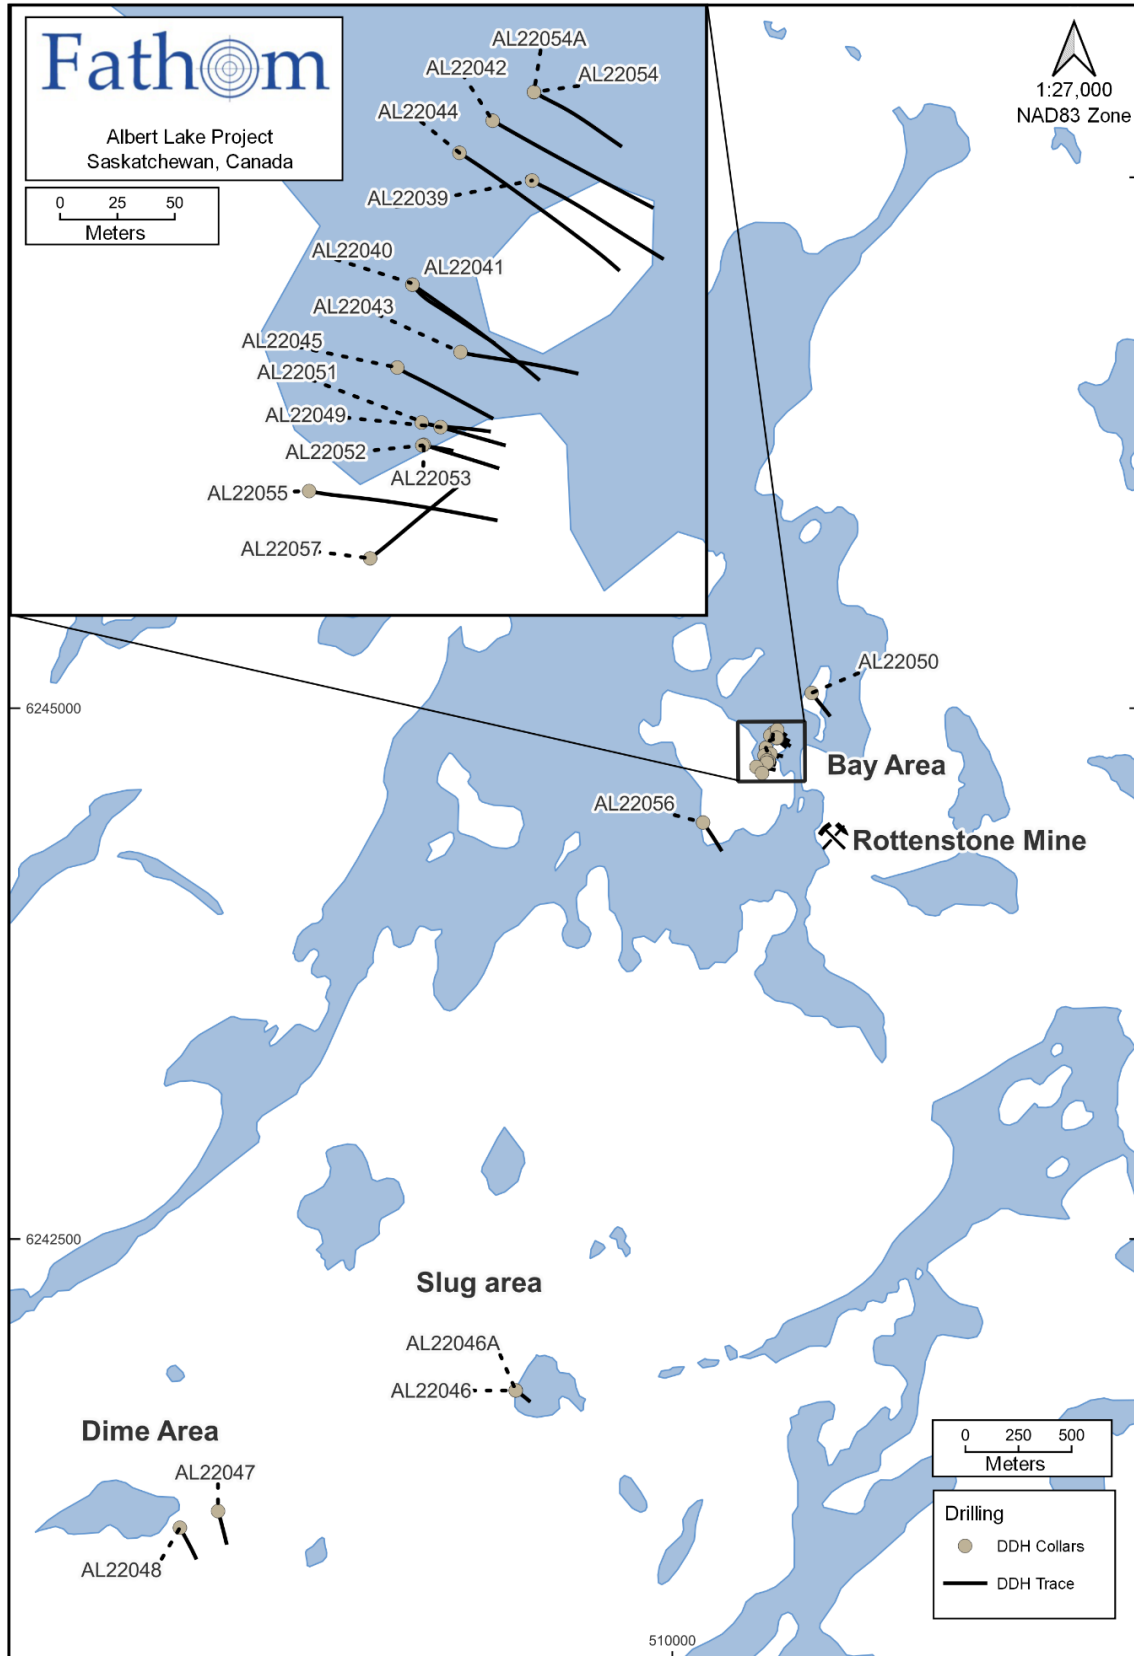 Fathom
Albert Lake Project
Saskatchewan, Canada
0 25 50
Meters
1:27,000
NAD83 Zone
AL22054A
AL22042
AL22054
AL22044
AL22039
AL22040
AL22041
AL22043
AL22045
AL22051
AL22049
AL22052
AL22053
AL22055
AL22057
AL22050
6245000
Bay Area
AL22056
Rottenstone Mine
6242500
Slug area
AL22046A
AL22046
Dime Area
AL22047
AL22048
0 250 500
Meters
Drilling
DDH Collars
DDH Trace
510000